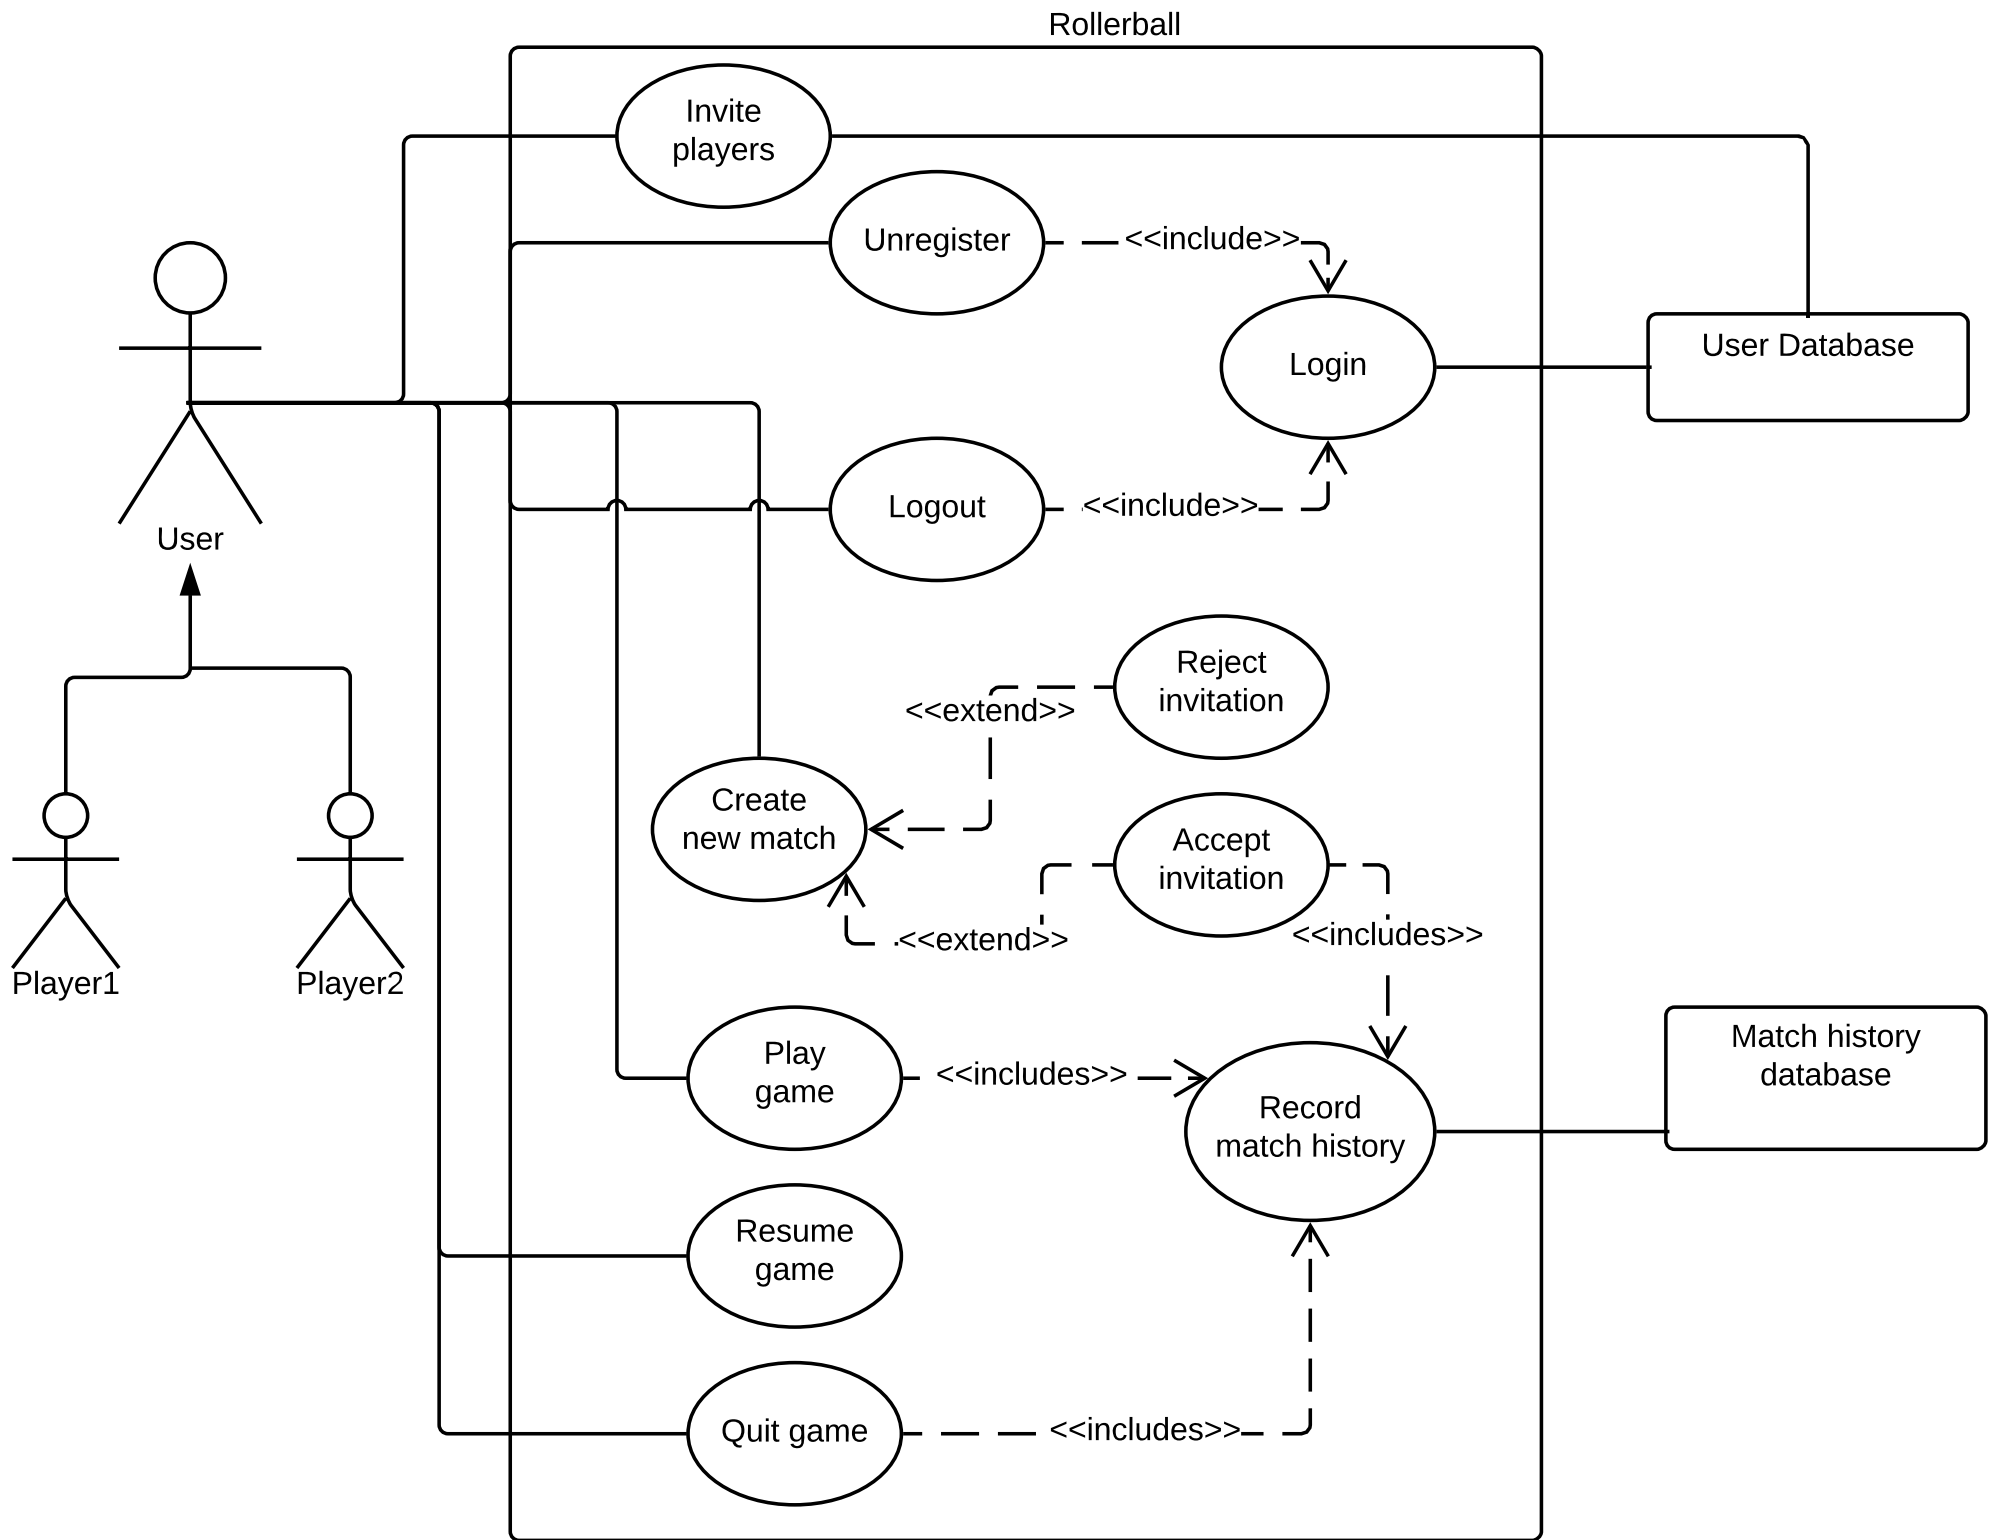 Rollerball
Invite
players
Unregister
<<include>>
Login
User Database
Logout
<<include>>
User
Reject
invitation
<<extend>>
Create
new match
Accept
invitation
<<extend>>
<<includes>>
Player1
Player2
Play
game
<<includes>>
Record
match history
Match history
database
Resume
game
Quit game
<<includes>>